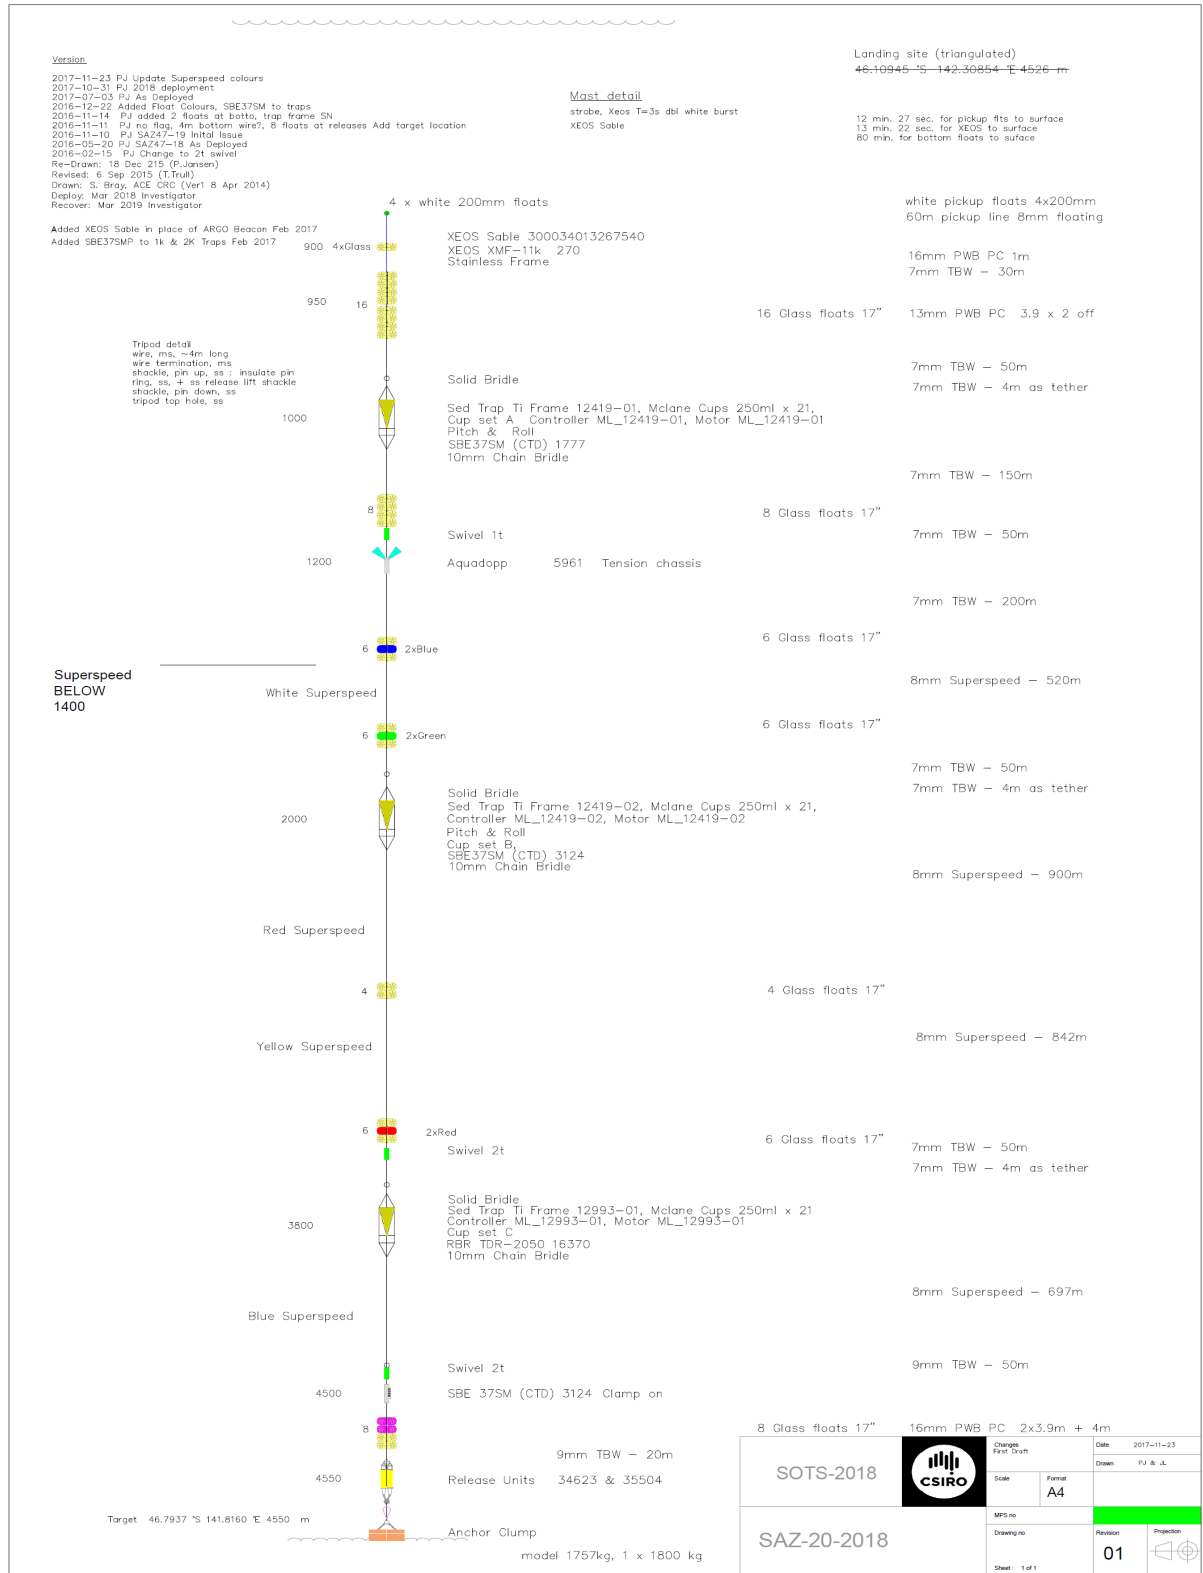 Version
2017-11-23 PJ Update Superspeed colours
2017-10-31 PJ 2018 deployment
2017-07-03 PJ As Deployed
2016-12-22 Added Float Colours, SBE37SM to traps
2016-11-14 PJ added 2 floats at botto, trap frame SN
2016-11-11 PJ no flag, 4m bottom wire?, 8 floats at releases Add target location
2016-11-10 PJ SAZ47-19 Inital Issue
2016-05-20 PJ SAZ47-18 As Deployed
2016-02-15 PJ Change to 2t swivel
Re-Drawn: 18 Dec 215 (P.Jansen)
Revised: 6 Sep 2015 (T.Trull)
Drawn: S. Bray, ACE CRC (Ver1 8 Apr 2014)
Deploy: Mar 2018 Investigator
Recover: Mar 2019 Investigator
Added XEOS Sable in place of ARGO Beacon Feb 2017
Added SBE37SMP to 1k & 2K Traps Feb 2017
Mast detail
strobe, Xeos T=3s dbl white burst
XEOS Sable
Landing site (triangulated)
46.10945 °S 142.30854 °E 4526 m
12 min. 27 sec. for pickup flts to surface
13 min. 22 sec. for XEOS to surface
80 min. for bottom floats to suface
4 x white 200mm floats
white pickup floats 4x200mm
60m pickup line 8mm floating
900 4xGlass
XEOS Sable 300034013267540
XEOS XMF-11k 270
Stainless Frame
16mm PWB PC 1m
7mm TBW - 30m
950 16
16 Glass floats 17" 13mm PWB PC 3.9 x 2 off
Tripod detail
wire, ms, ~4m long
wire termination, ms
shackle, pin up, ss : insulate pin
ring, ss, + ss release lift shackle
shackle, pin down, ss
tripod top hole, ss
7mm TBW - 50m
7mm TBW - 4m as tether
Solid Bridle
1000
Sed Trap Ti Frame 12419-01, Mclane Cups 250ml x 21,
Cup set A Controller ML_12419-01, Motor ML_12419-01
Pitch & Roll
SBE37SM (CTD) 1777
10mm Chain Bridle
7mm TBW - 150m
8
8 Glass floats 17"
Swivel 1t
7mm TBW - 50m
1200
Aquadopp 5961 Tension chassis
7mm TBW - 200m
6 2xBlue
6 Glass floats 17"
Superspeed
BELOW
1400
White Superspeed
8mm Superspeed - 520m
6 2xGreen
6 Glass floats 17"
7mm TBW - 50m
7mm TBW - 4m as tether
2000
Solid Bridle
Sed Trap Ti Frame 12419-02, Mclane Cups 250ml x 21,
Controller ML_12419-02, Motor ML_12419-02
Pitch & Roll
Cup set B,
SBE37SM (CTD) 3124
10mm Chain Bridle
8mm Superspeed - 900m
Red Superspeed
4
4 Glass floats 17"
Yellow Superspeed
8mm Superspeed - 842m
6 2xRed
6 Glass floats 17"
Swivel 2t
7mm TBW - 50m
7mm TBW - 4m as tether
3800
Solid Bridle
Sed Trap Ti Frame 12993-01, Mclane Cups 250ml x 21
Controller ML_12993-01, Motor ML_12993-01
Cup set C
RBR TDR-2050 16370
10mm Chain Bridle
8mm Superspeed - 697m
Blue Superspeed
Swivel 2t
9mm TBW - 50m
4500
SBE 37SM (CTD) 3124 Clamp on
8
8 Glass floats 17" 16mm PWB PC 2x3.9m + 4m
9mm TBW - 20m
4550
Release Units 34623 & 35504
Target 46.7937 °S 141.8160 °E 4550 m
Anchor Clump
model 1757kg, 1 x 1800 kg
SOTS-2018
CSIRO
Changes
First Draft
Date 2017-11-23
Drawn PJ & JL
Scale
Format
A4
MPS no
SAZ-20-2018
Drawing no
Revision
01
Projection
Sheet : 1 of 1